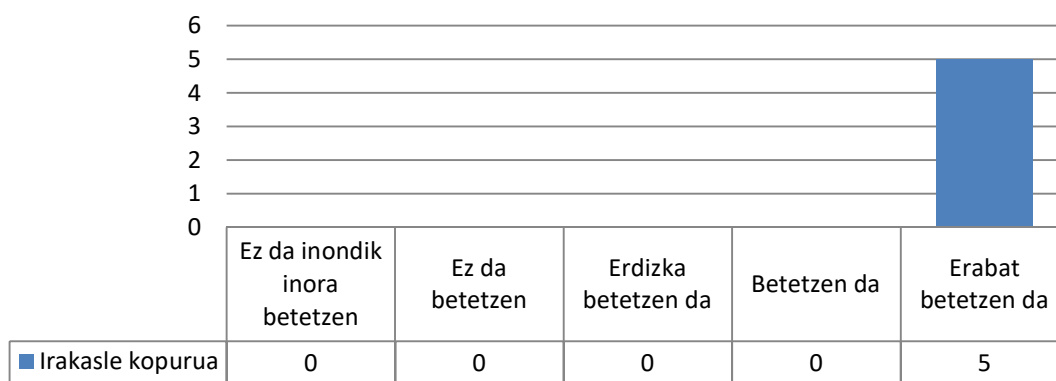 6
5
4
3
2
1
0
Ez da inondik
inora
betetzen
Ez da
betetzen
Erdizka
betetzen da
Betetzen da
Erabat
betetzen da
Irakasle kopurua 0 0 0 0 5